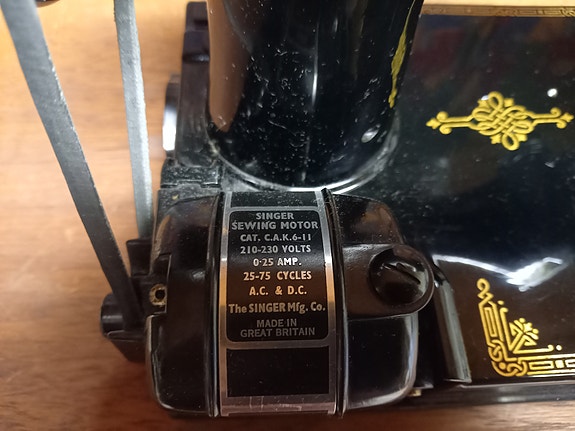 SINGER
SEWING MOTOR
CAT. C.A.K.6-11
210-230 VOLTS
0·25 AMP.
25-75 CYCLES
A.C. & D.C.
The SINGER Mfg. Co.
MADE IN
GREAT BRITAIN